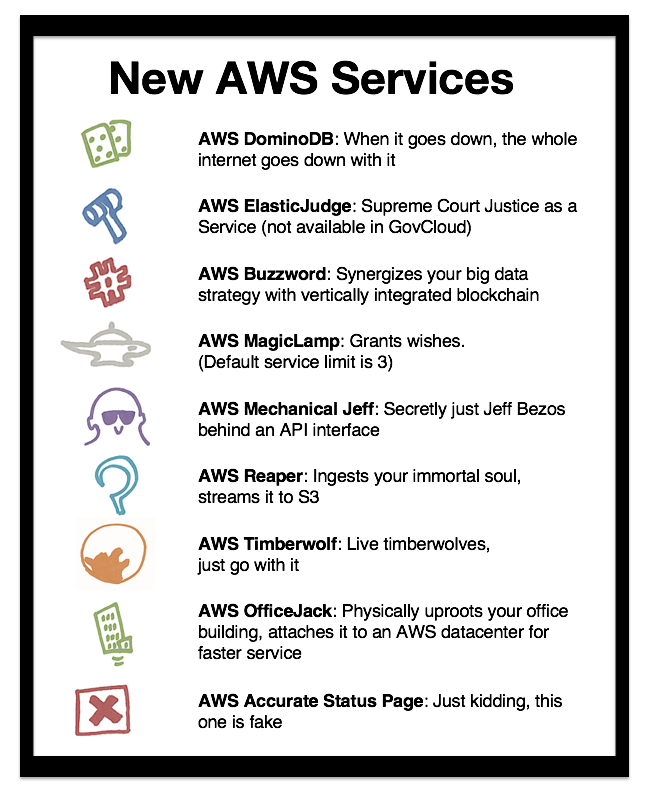 New AWS Services
AWS DominoDB: When it goes down, the whole
internet goes down with it
AWS ElasticJudge: Supreme Court Justice as a
Service (not available in GovCloud)
AWS Buzzword: Synergizes your big data
strategy with vertically integrated blockchain
AWS MagicLamp: Grants wishes.
(Default service limit is 3)
AWS Mechanical Jeff: Secretly just Jeff Bezos
behind an API interface
AWS Reaper: Ingests your immortal soul,
streams it to S3
AWS Timberwolf: Live timberwolves,
just go with it
AWS OfficeJack: Physically uproots your office
building, attaches it to an AWS datacenter for
faster service
AWS Accurate Status Page: Just kidding, this
one is fake